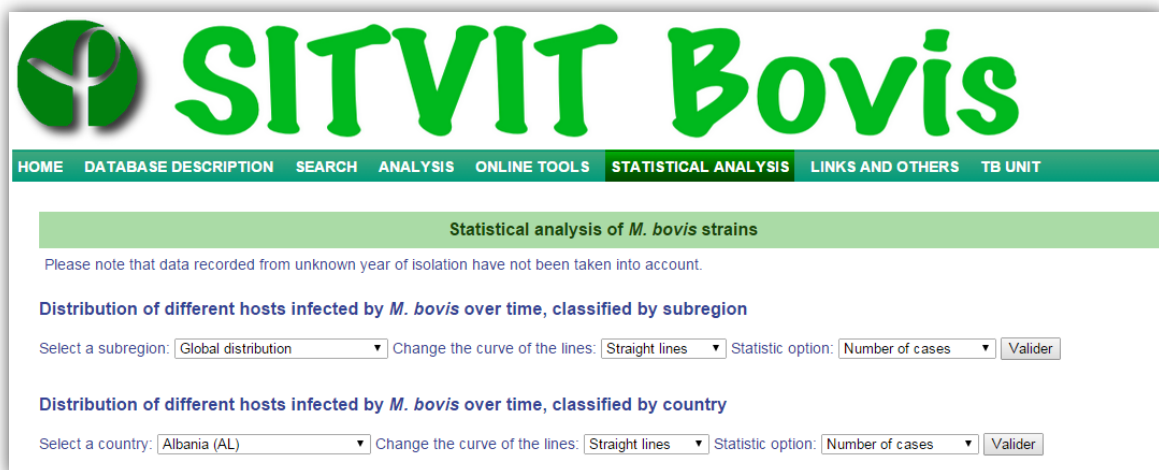 SITVIT Bovis
HOME DATABASE DESCRIPTION SEARCH ANALYSIS ONLINE TOOLS STATISTICAL ANALYSIS LINKS AND OTHERS TB UNIT
Statistical analysis of M. bovis strains
Please note that data recorded from unknown year of isolation have not been taken into account.
Distribution of different hosts infected by M. bovis over time, classified by subregion
Select a subregion: Global distribution Change the curve of the lines: Straight lines Statistic option: Number of cases Valider
Distribution of different hosts infected by M. bovis over time, classified by country
Select a country: Albania (AL) Change the curve of the lines: Straight lines Statistic option: Number of cases Valider